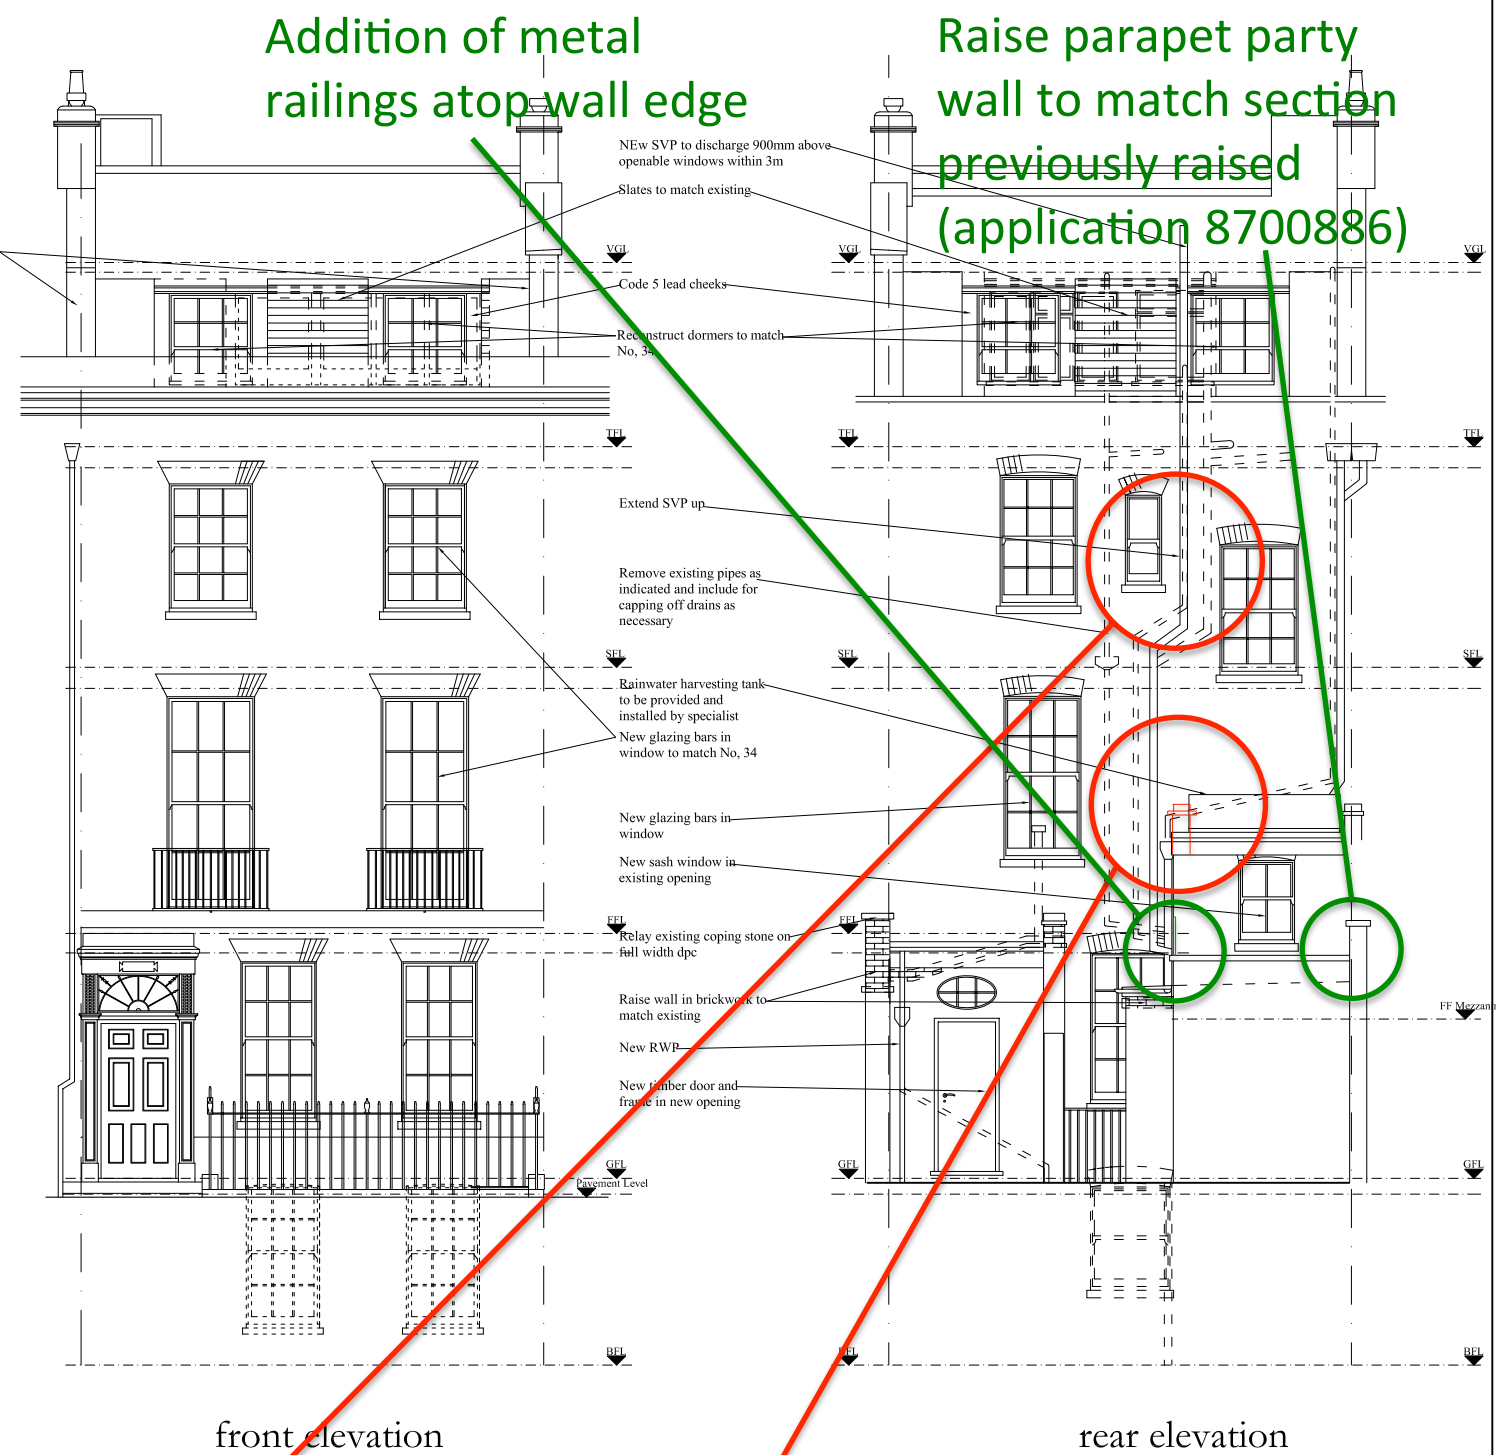 Addition of metal
railings atop wall edge
Raise parapet party
wall to match section
previously raised
(application 8700886)
NEw SVP to discharge 900mm above
openable windows within 3m
Slates to match existing
VGL
VGL
VGL
Code 5 lead cheeks
Reconstruct dormers to match
No, 34
TFL
TFL
TFL
Extend SVP up
Remove existing pipes as
indicated and include for
capping off drains as
necessary
SFL
SFL
SFL
Rainwater harvesting tank
to be provided and
installed by specialist
New glazing bars in
window to match No, 34
New glazing bars in
window
New sash window in
existing opening
FFL
FFL
FFL
Relay existing coping stone on
full width dpc
Raise wall in brickwork to
match existing
FF Mezzani
New RWP
New timber door and
frame in new opening
GFL
GFL
GFL
Pavement Level
BFL
BFL
BFL
front elevation
rear elevation